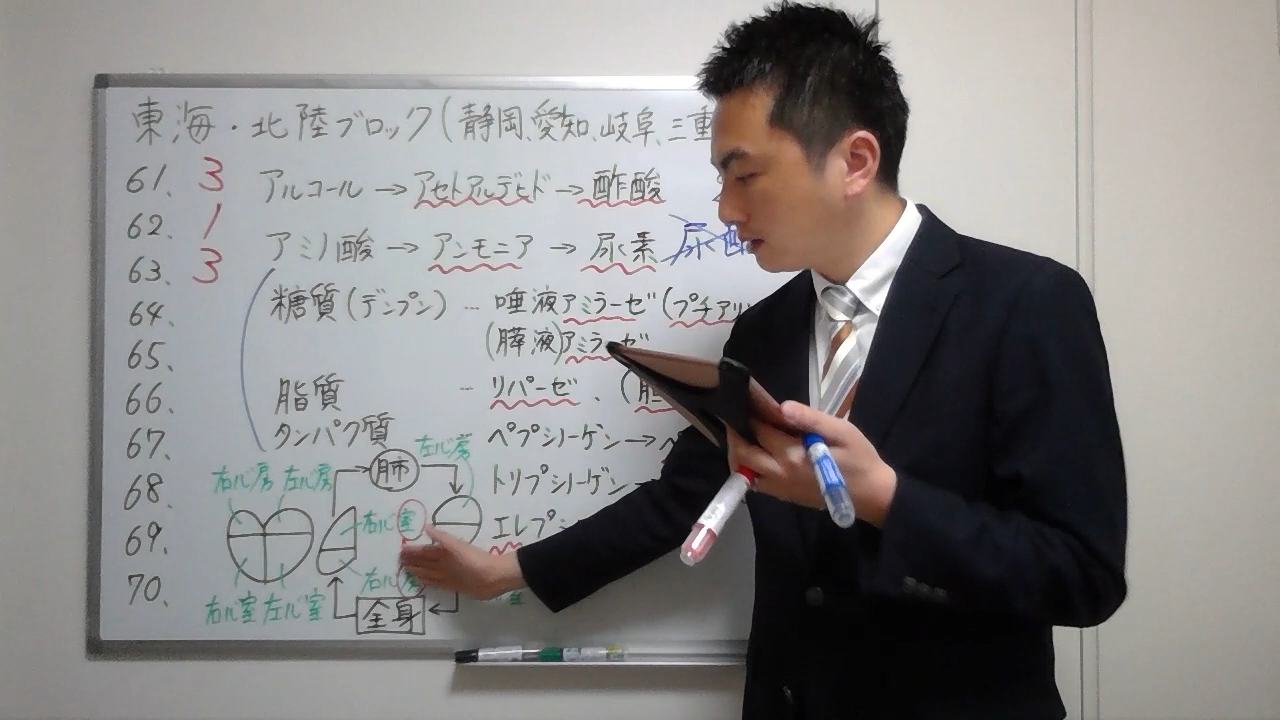 東海・北陸ブロック(静岡、愛知、岐阜、三重
61. 3 アルコール→アセトアルデヒド→酢酸
62. 1
アミノ酸→アンモニア→尿素 尿酸
63. 3
64. 糖質(デンプン)… 唾液アミラーゼ(プチアリ
65. (膵液)アミラーゼ
66. 脂質 … リパーゼ、(胆
67. タンパク質 ペプシノーゲン→
68. トリプシノーゲン
69. エレプシ
70.
肺
左心房
右心房 左心房
右心室
右心房
右心室 左心室
全身
室